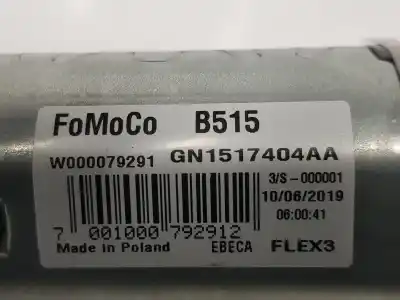 FoMoCo B515
W000079291 GN1517404AA
3/S-000001
10/06/2019
06:00:41
7 001000 792912
Made in Poland EBECA FLEX3